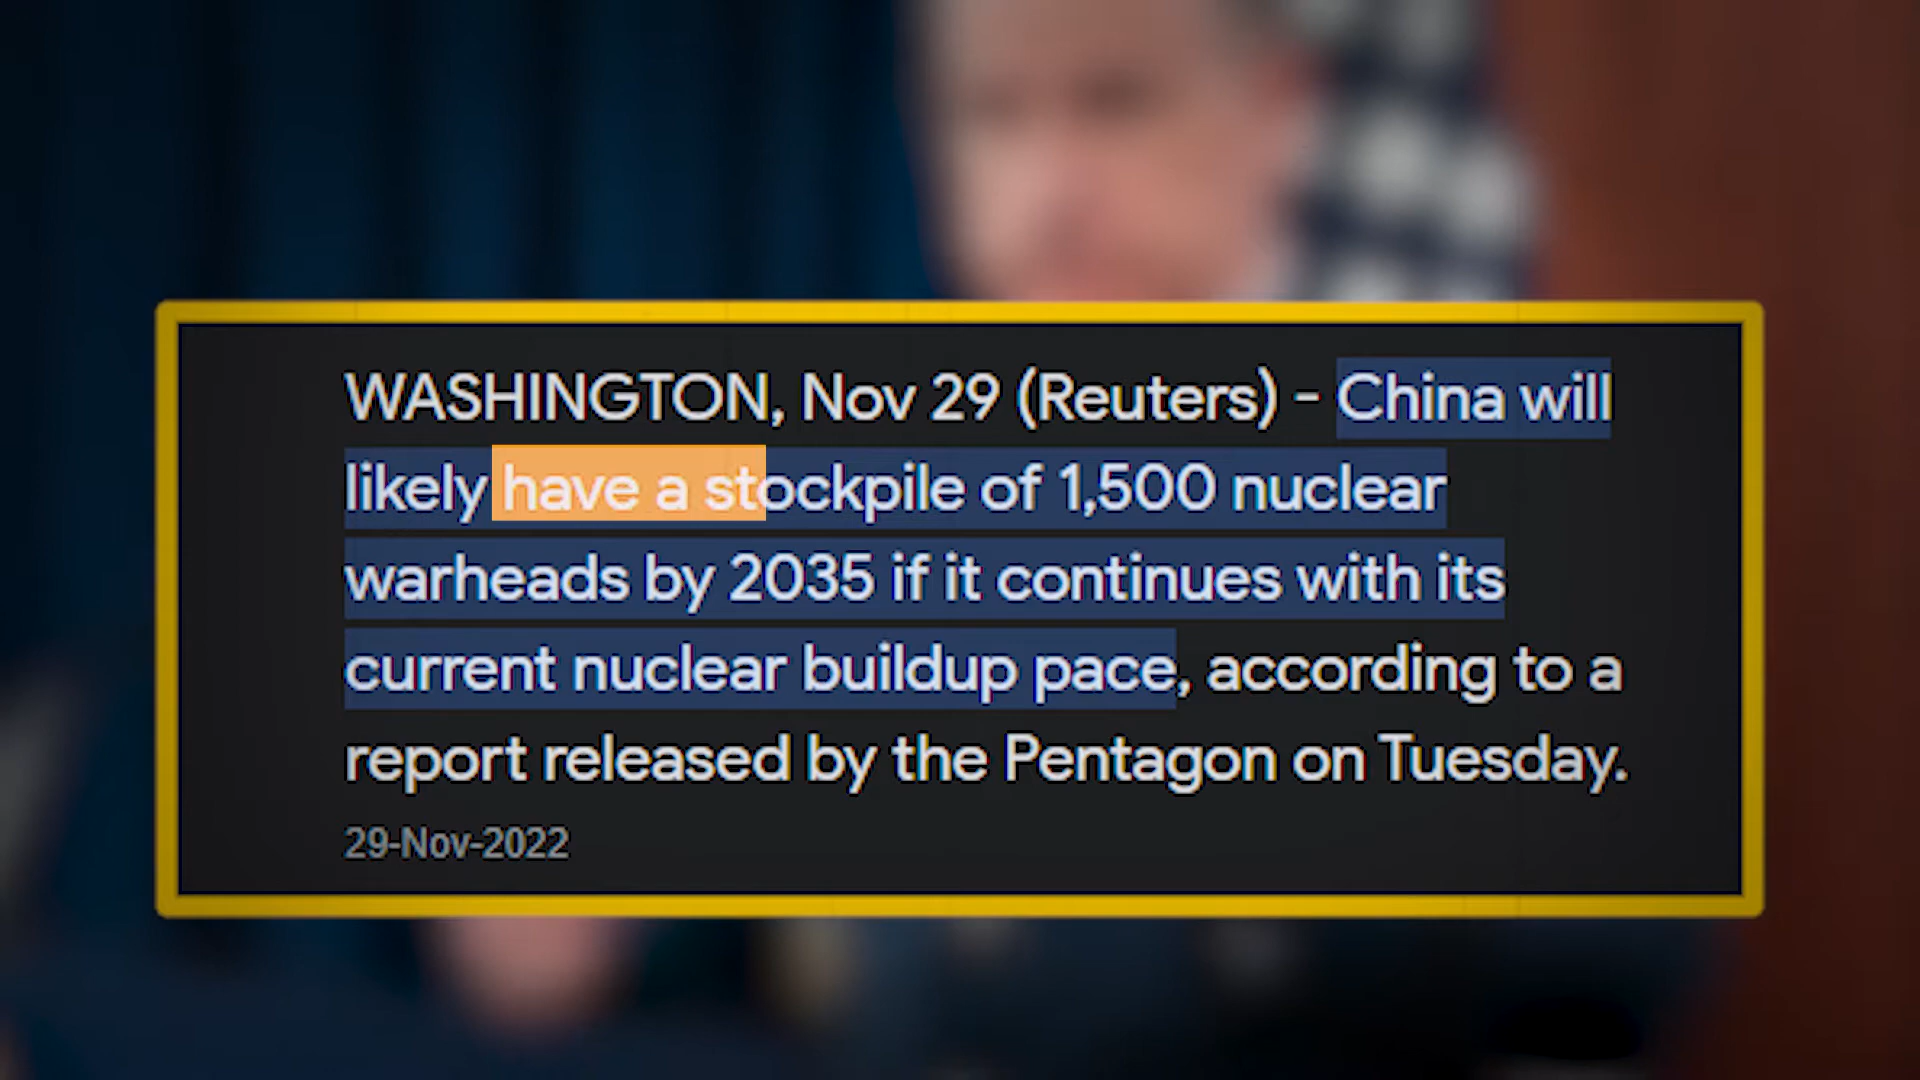 WASHINGTON, Nov 29 (Reuters) - China will
likely have a stockpile of 1,500 nuclear
warheads by 2035 if it continues with its
current nuclear buildup pace, according to a
report released by the Pentagon on Tuesday.
29-Nov-2022